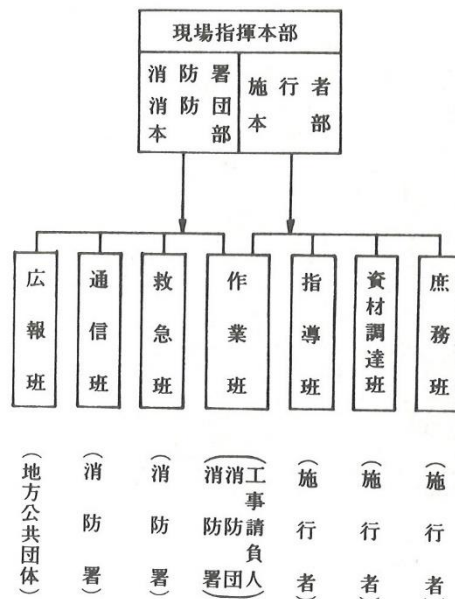 現場指揮本部
消防署
消防団
本部
施行者
本部
広報班
通信班
救急班
作業班
指導班
資材調達班
庶務班
（地方公共団体）
（消防署）
（消防署）
（工事請負人
消防団
消防署）
（施行者）
（施行者）
（施行者）